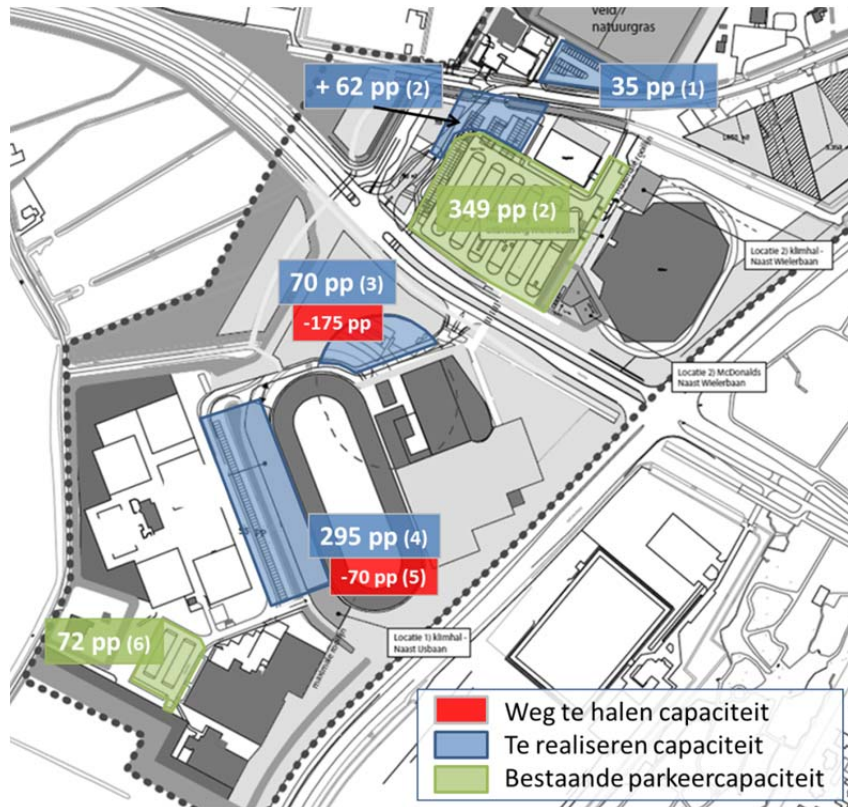 veld /
natuurgras
+ 62 pp (2)
35 pp (1)
349 pp (2)
Locatie 2) klimhal -
Naast Wielerbaan
70 pp (3)
-175 pp
Locatie 2) McDonalds
Naast Wielerbaan
295 pp (4)
-70 pp (5)
72 pp (6)
Locatie 1) klimhal -
Naast IJsbaan
Weg te halen capaciteit
Te realiseren capaciteit
Bestaande parkeercapaciteit